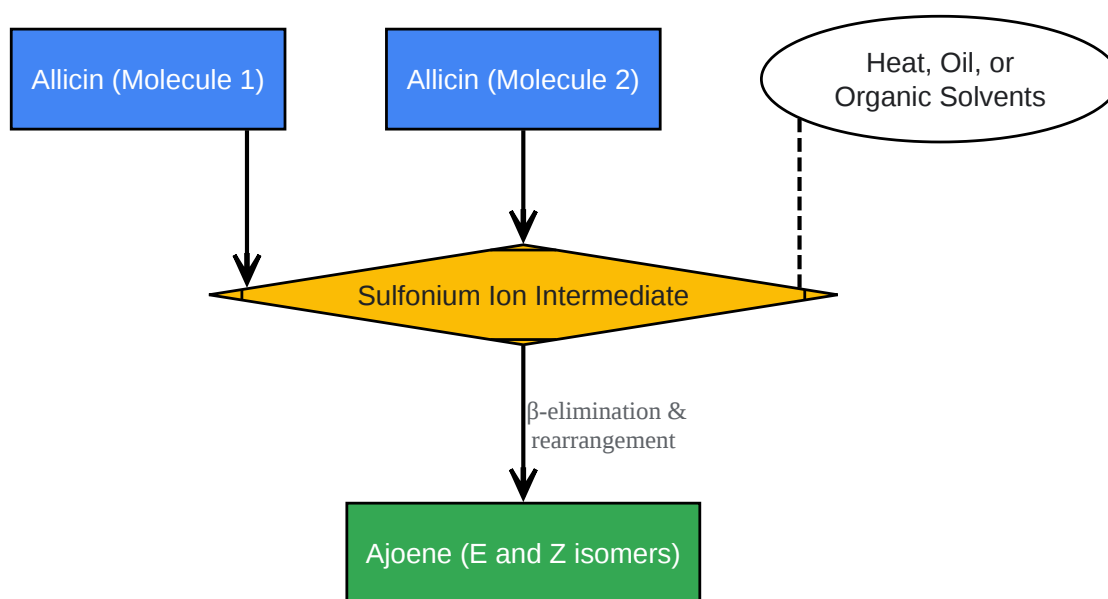 Allicin (Molecule 1)
Allicin (Molecule 2)
Heat, Oil, or
Organic Solvents
Sulfonium Ion Intermediate
β-elimination &
rearrangement
Ajoene (E and Z isomers)